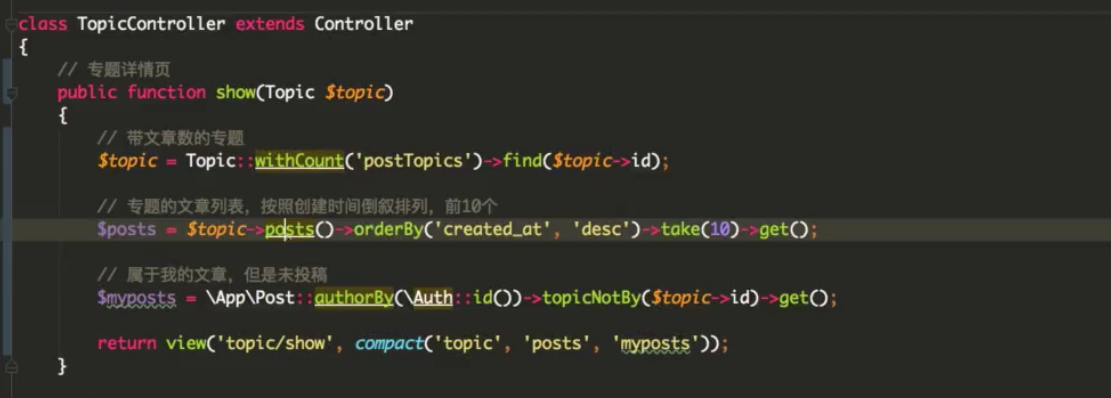 class TopicController extends Controller
{
// 专题详情页
public function show(Topic $topic)
{
// 带文章数的专题
$topic = Topic::withCount('postTopics')->find($topic->id);
// 专题的文章列表，按照创建时间倒叙排列，前10个
$posts = $topic->posts()->orderBy('created_at', 'desc')->take(10)->get();
// 属于我的文章，但是未投稿
$myposts = \App\Post::authorBy(\Auth::id())->topicNotBy($topic->id)->get();
return view('topic/show', compact('topic', 'posts', 'myposts'));
}